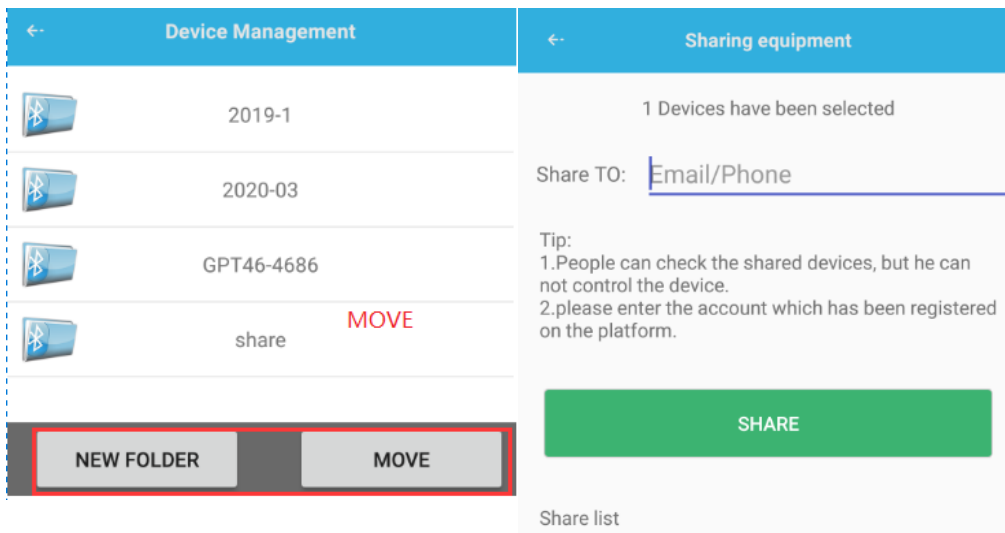 Device Management
2019-1
2020-03
GPT46-4686
share
MOVE
NEW FOLDER
MOVE
Sharing equipment
1 Devices have been selected
Share TO:
Email/Phone
Tip:
1.People can check the shared devices, but he can
not control the device.
2.please enter the account which has been registered
on the platform.
SHARE
Share list